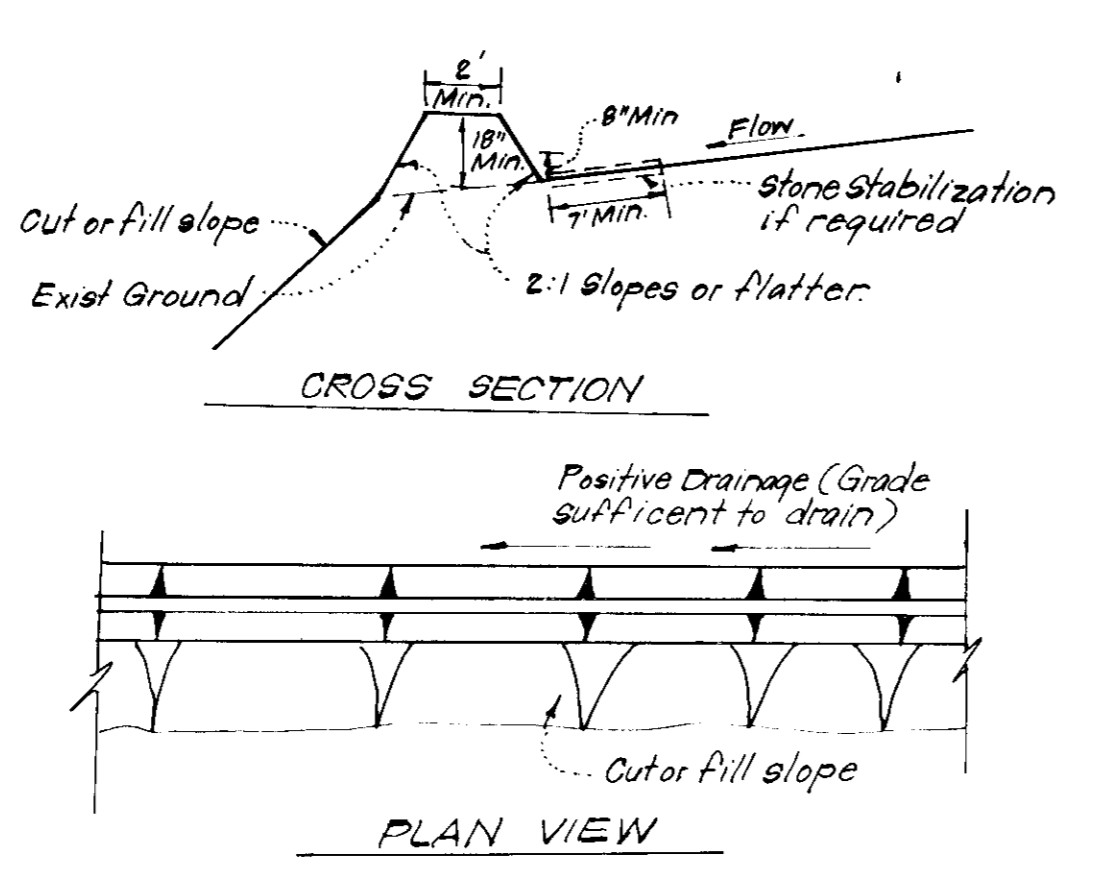 2'
Min.
18"
Min.
8"Min
Flow
Stone Stabilization
if required
7' Min.
Cut or fill slope
Exist Ground
2:1 Slopes or flatter.
CROSS SECTION
Positive Drainage (Grade
sufficent to drain)
Cut or fill slope
PLAN VIEW